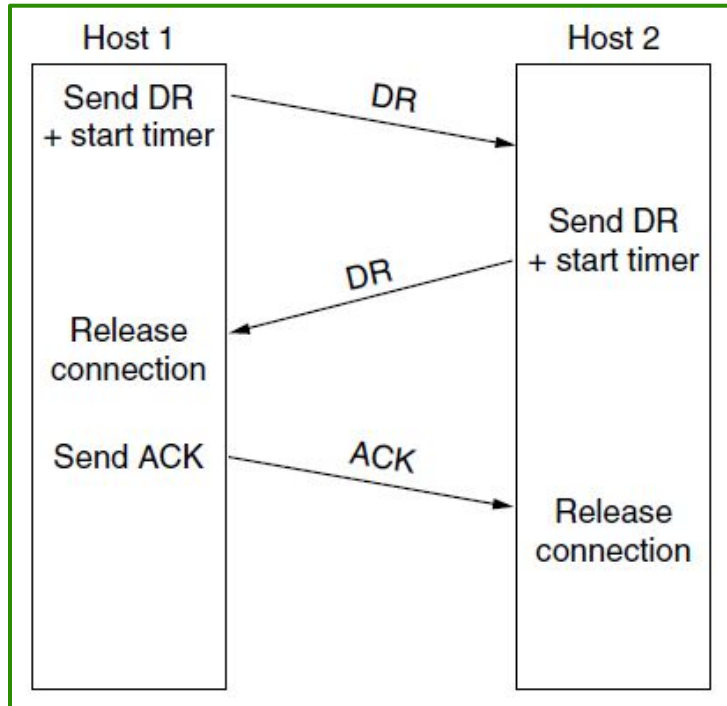 Host 1
Host 2
Send DR
+ start timer
DR
Send DR
+ start timer
DR
Release
connection
Send ACK
ACK
Release
connection